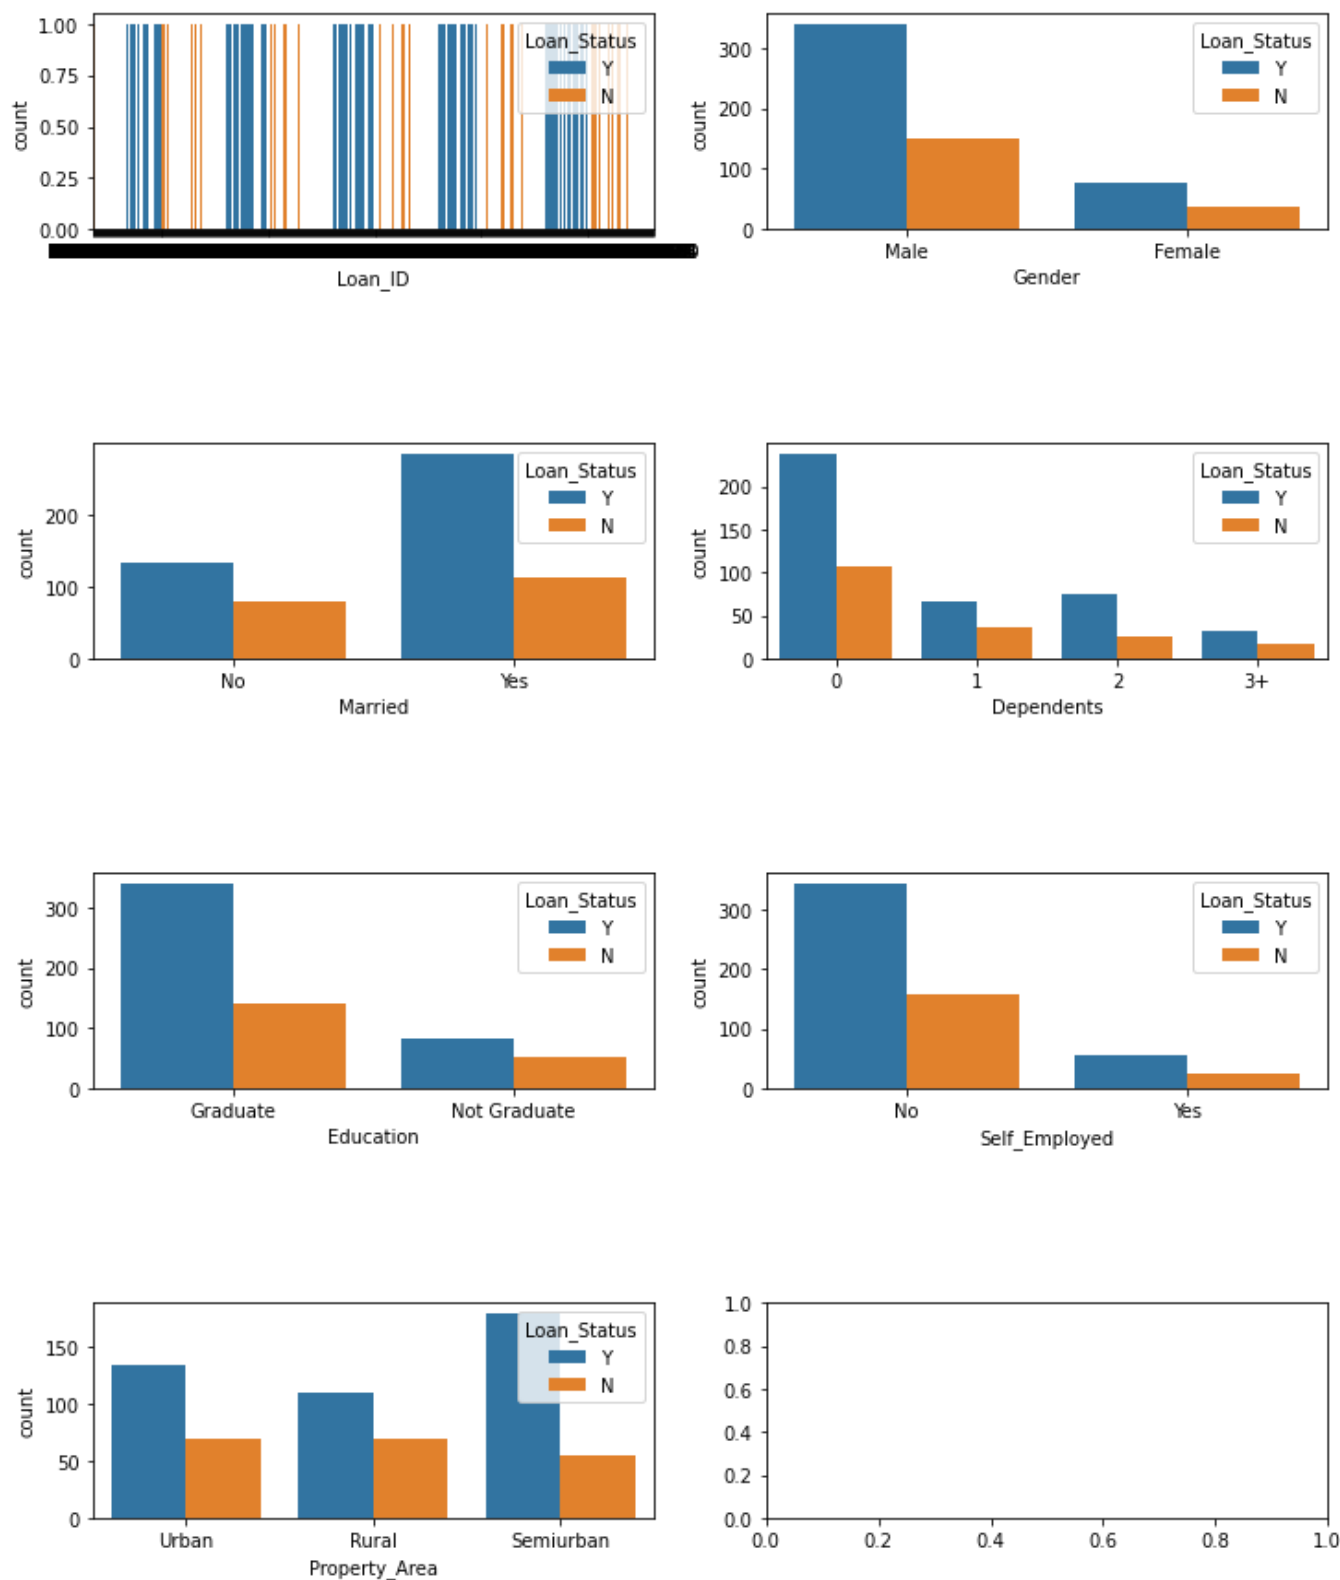 1.00
0.75
0.50
0.25
0.00
count
Loan_ID
Loan_Status
Y
N
300
200
100
0
count
Male Female
Gender
Loan_Status
Y
N
200
100
0
count
No Yes
Married
Loan_Status
Y
N
200
150
100
50
0
count
0 1 2 3+
Dependents
Loan_Status
Y
N
300
200
100
0
count
Graduate Not Graduate
Education
Loan_Status
Y
N
300
200
100
0
count
No Yes
Self_Employed
Loan_Status
Y
N
150
100
50
0
count
Urban Rural Semiurban
Property_Area
Loan_Status
Y
N
1.0
0.8
0.6
0.4
0.2
0.0
0.0 0.2 0.4 0.6 0.8 1.0